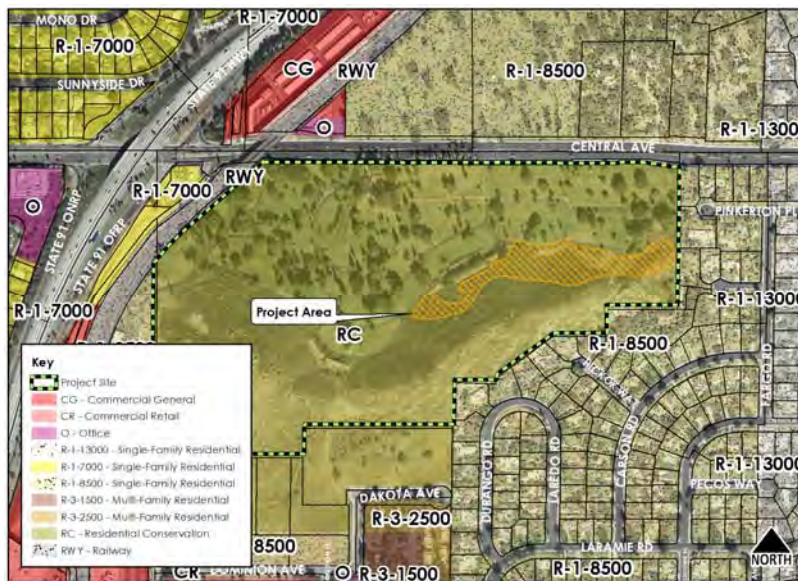 MONO DR
R-1-7000
SUNNYSIDE DR
CG
RWY
R-1-8500
O
R-1-13000
CENTRAL AVE
R-1-7000
RWY
O
PINKERTON PL
STATE 91 ONRP
STATE 91 OFRP
R-1-7000
R-1-13000
Project Area
RC
R-1-8500
Key
Project Site
CG - Commercial General
CR - Commercial Retail
O - Office
R-1-13000 - Single-Family Residential
R-1-7000 - Single-Family Residential
R-1-8500 - Single-Family Residential
R-3-1500 - Multi-Family Residential
R-3-2500 - Multi-Family Residential
RC - Residential Conservation
RWY - Railway
DURANGO RD
LAREDO RD
CARSON RD
FARGO RD
R-1-13000
PECOS WAY
DAKOTA AVE
R-3-2500
8500
LARAMIE RD
NORTH
CR
DOMINION AVE
O
R-3-1500
R-1-8500